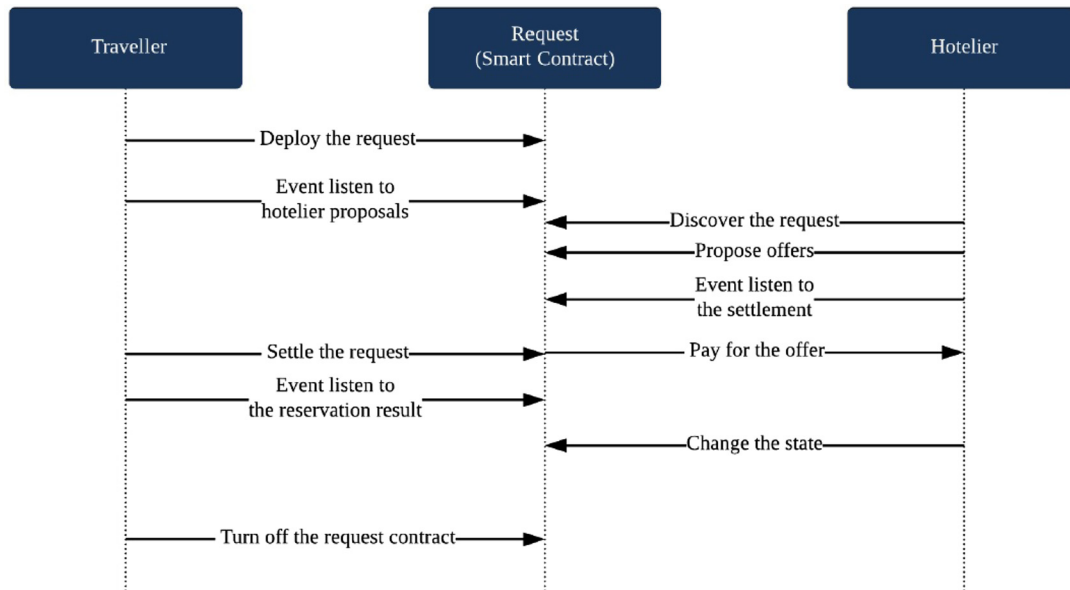 Traveller
Request
(Smart Contract)
Hotelier
Deploy the request
Event listen to
hotelier proposals
Discover the request
Propose offers
Event listen to
the settlement
Settle the request
Pay for the offer
Event listen to
the reservation result
Change the state
Turn off the request contract